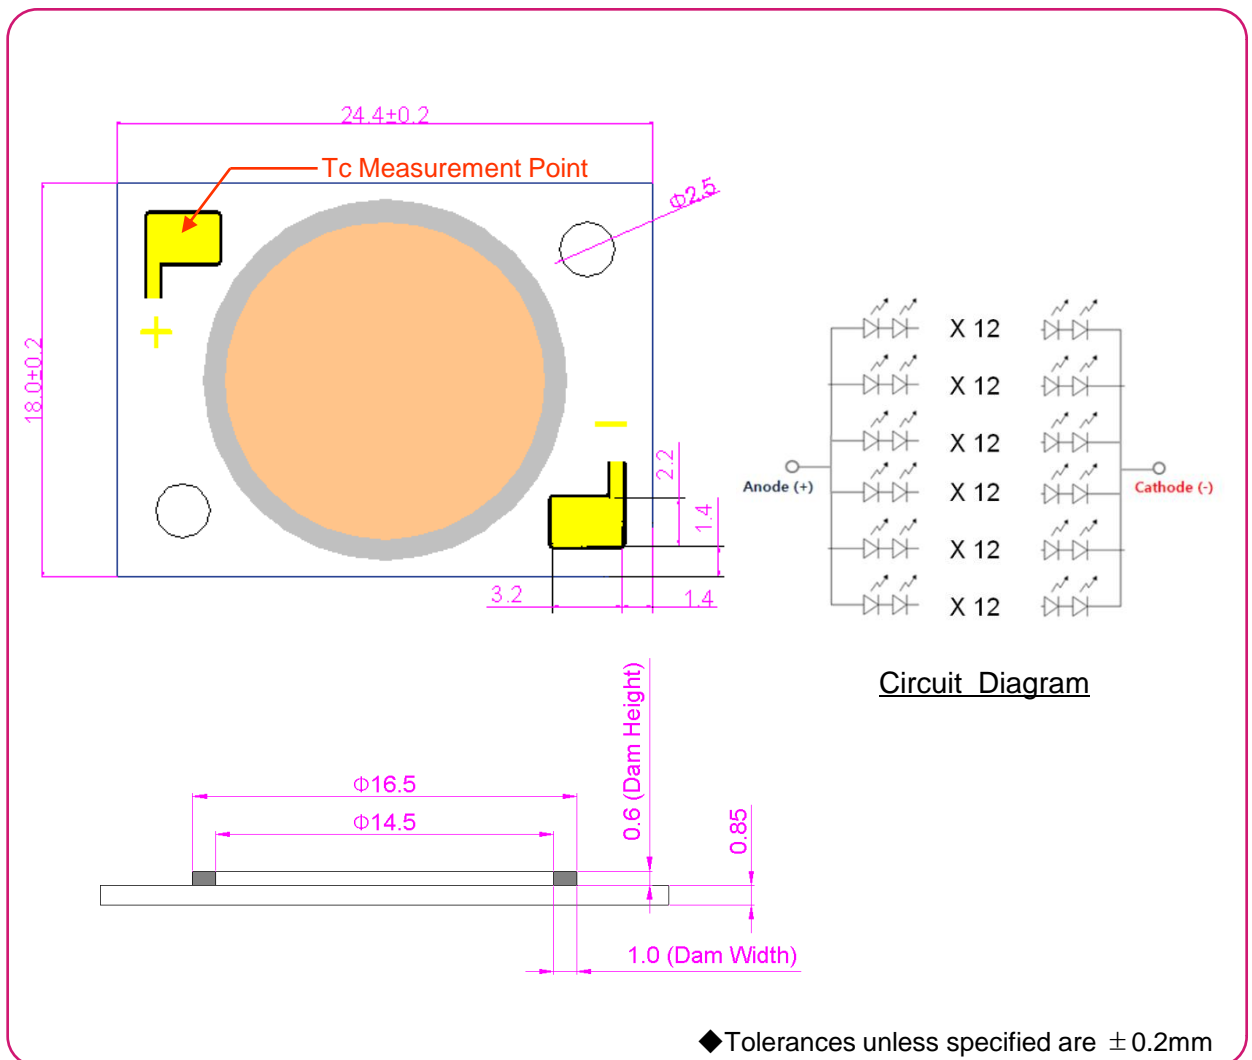 24.4±0.2
Tc Measurement Point
Φ2.5
18.0±0.2
+
−
2.2
1.4
3.2
1.4
X 12
X 12
X 12
X 12
X 12
X 12
Anode (+)
Cathode (-)
Circuit Diagram
Φ16.5
Φ14.5
0.6 (Dam Height)
0.85
1.0 (Dam Width)
◆Tolerances unless specified are ±0.2mm